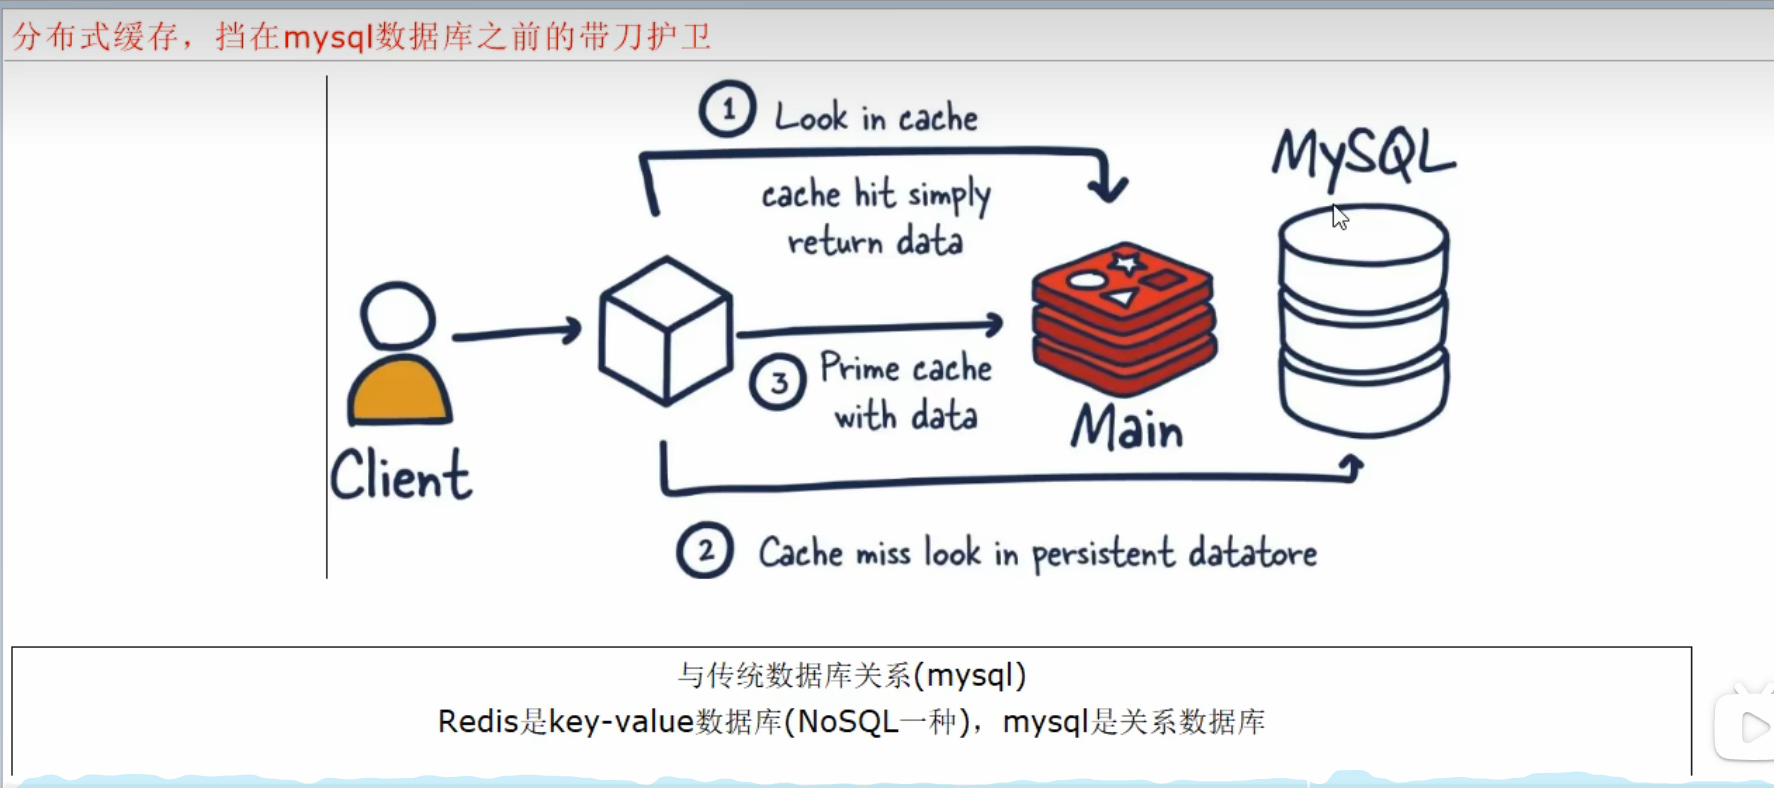 分布式缓存，挡在mysql数据库之前的带刀护卫
1 Look in cache
cache hit simply
return data
MySQL
3 Prime cache
with data
Main
Client
2 Cache miss look in persistent datatore
与传统数据库关系(mysql)
Redis是key-value数据库(NoSQL一种)，mysql是关系数据库